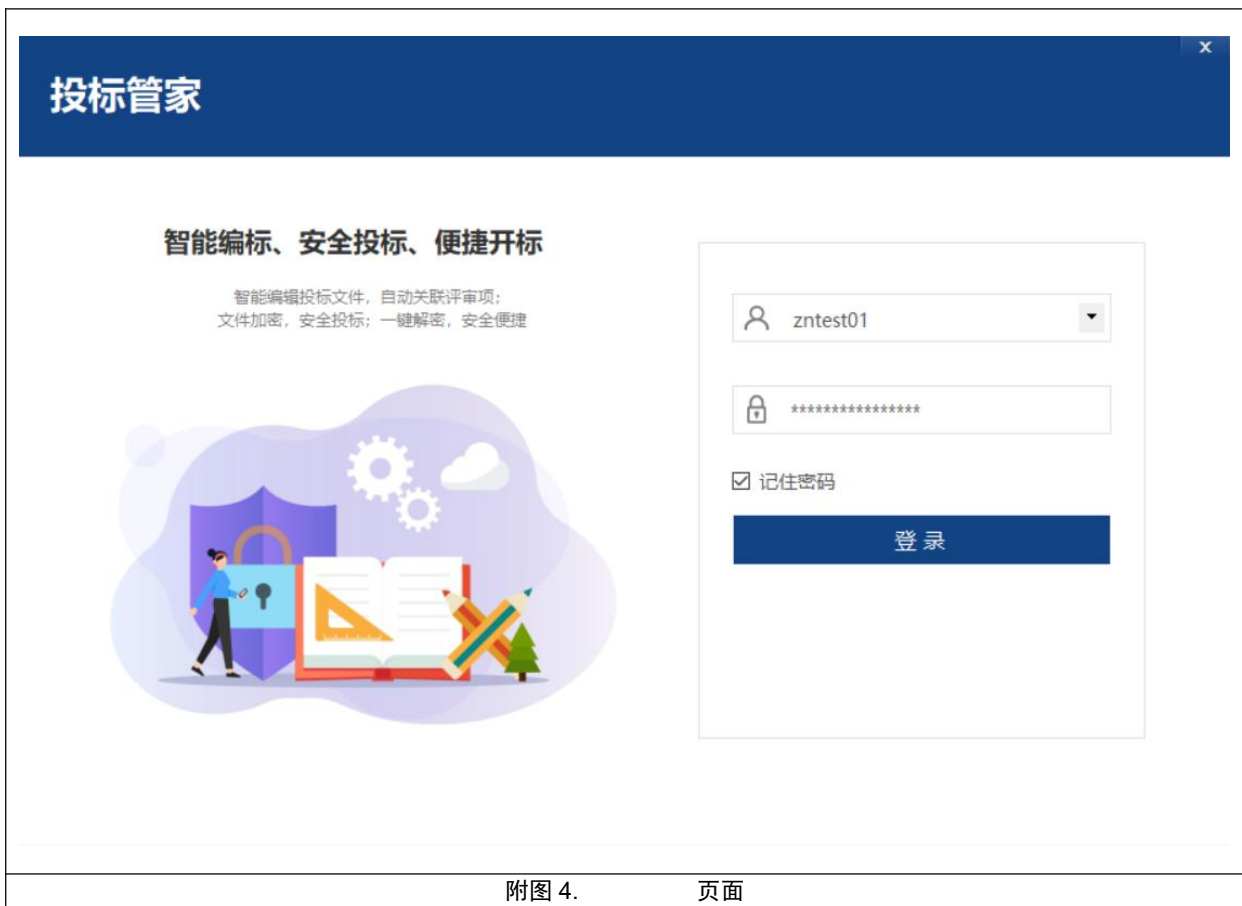 x
投标管家
智能编标、安全投标、便捷开标
智能编辑投标文件，自动关联评审项；
文件加密，安全投标；一键解密，安全便捷
zntest01
****************
记住密码
登 录
附图 4. 页面